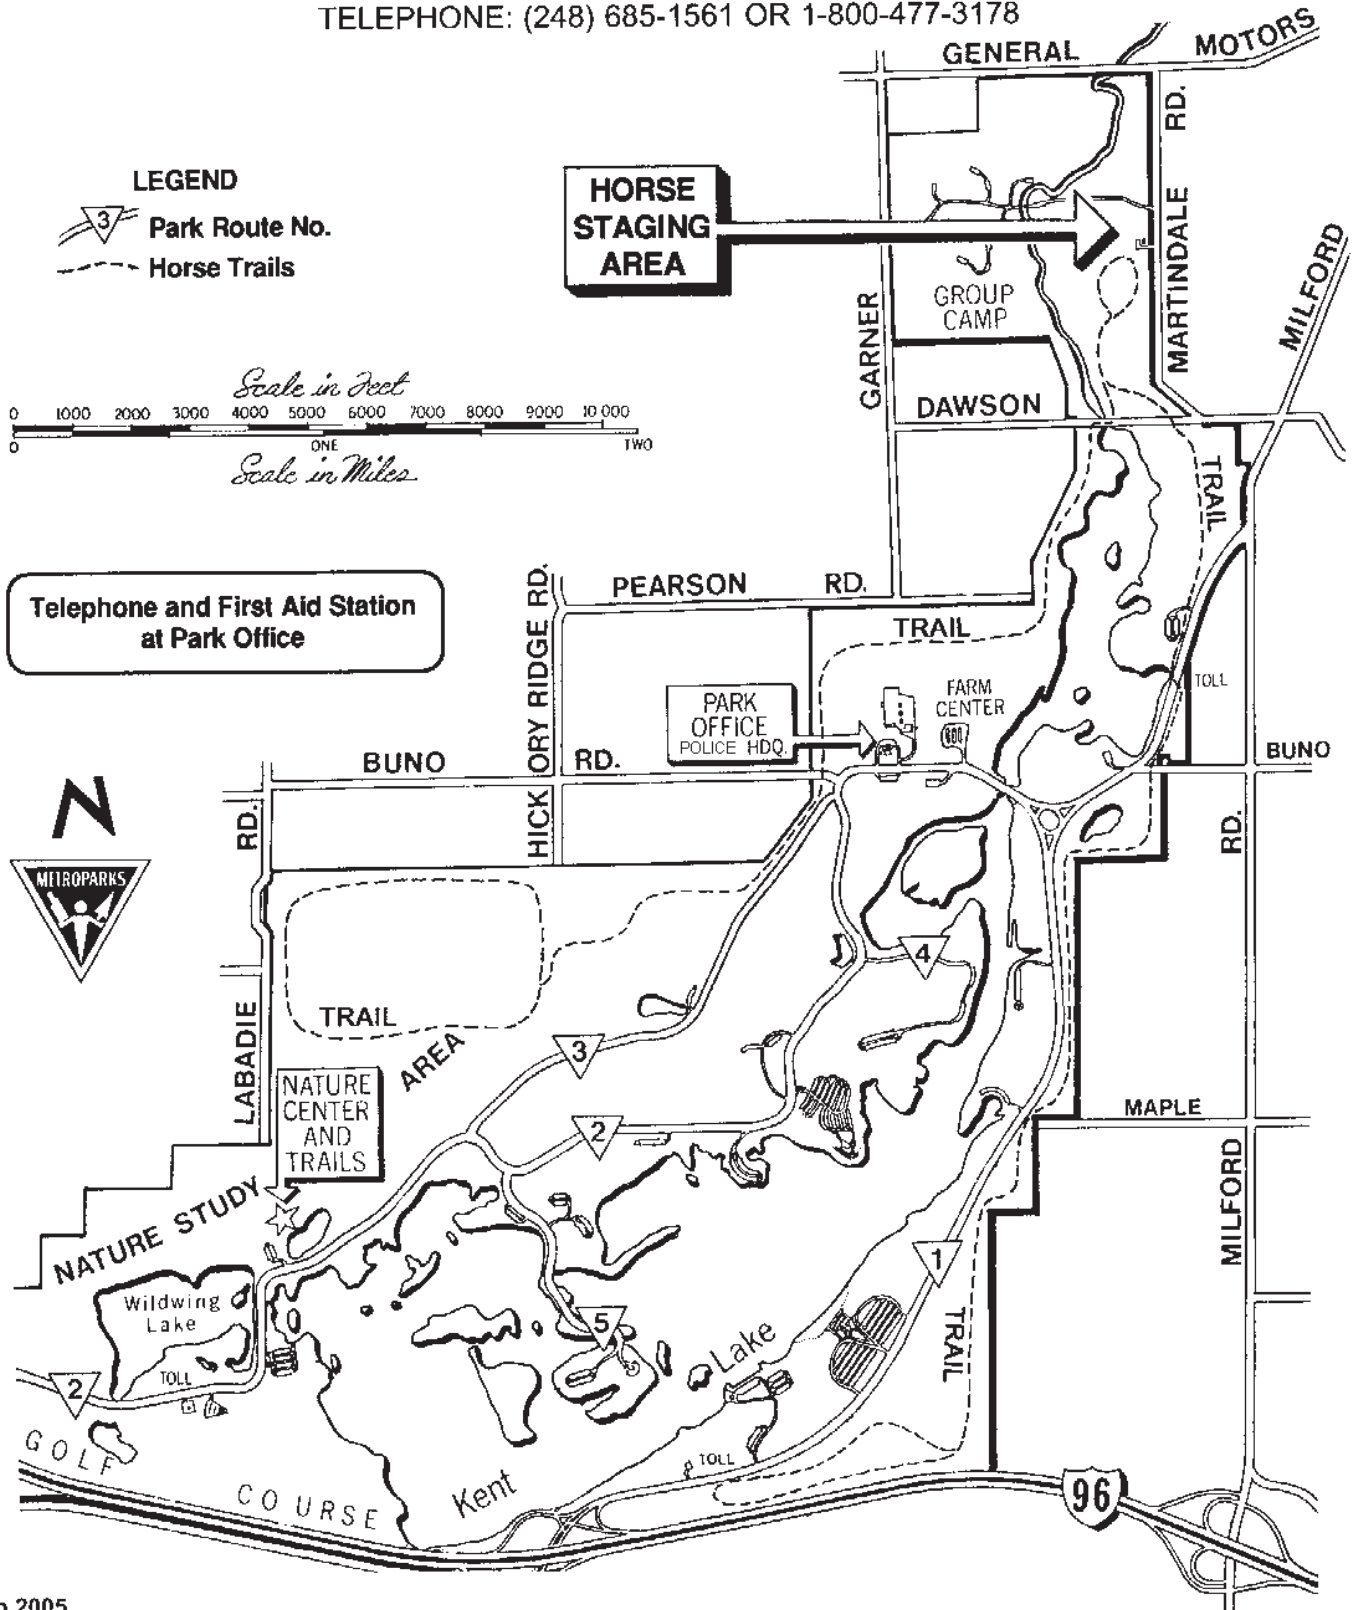 TELEPHONE: (248) 685-1561 OR 1-800-477-3178
GENERAL MOTORS
RD.
LEGEND
3 Park Route No.
Horse Trails
HORSE
STAGING
AREA
MARTINDALE
MILFORD
GROUP
CAMP
GARNER
DAWSON
Scale in Feet
0 1000 2000 3000 4000 5000 6000 7000 8000 9000 10 000
0 ONE TWO
Scale in Miles
TRAIL
Telephone and First Aid Station
at Park Office
HICKORY RIDGE RD.
PEARSON RD.
TRAIL
TOLL
PARK
OFFICE
POLICE HDQ.
FARM
CENTER
BUNO RD.
BUNO
N
RD.
RD.
METROPARKS
4
TRAIL
LABADIE
AREA
3
NATURE
CENTER
AND
TRAILS
2
MAPLE
NATURE STUDY
MILFORD
1
Wildwing
Lake
5
TRAIL
Lake
2
TOLL
GOLF
COURSE
Kent
TOLL
96
2005